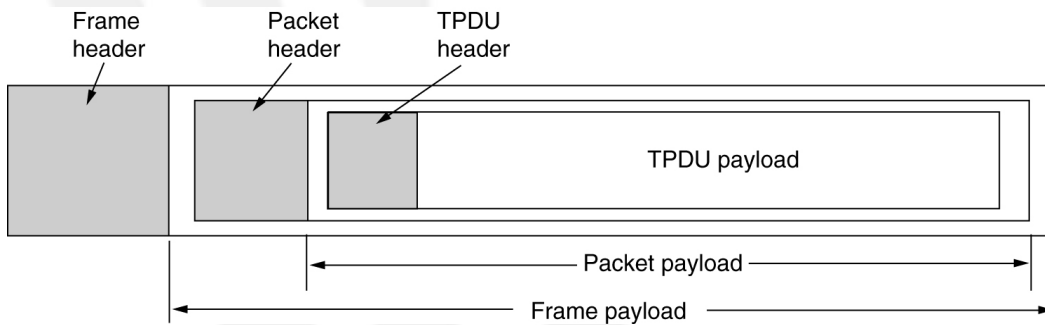 Frame
header
Packet
header
TPDU
header
TPDU payload
Packet payload
Frame payload